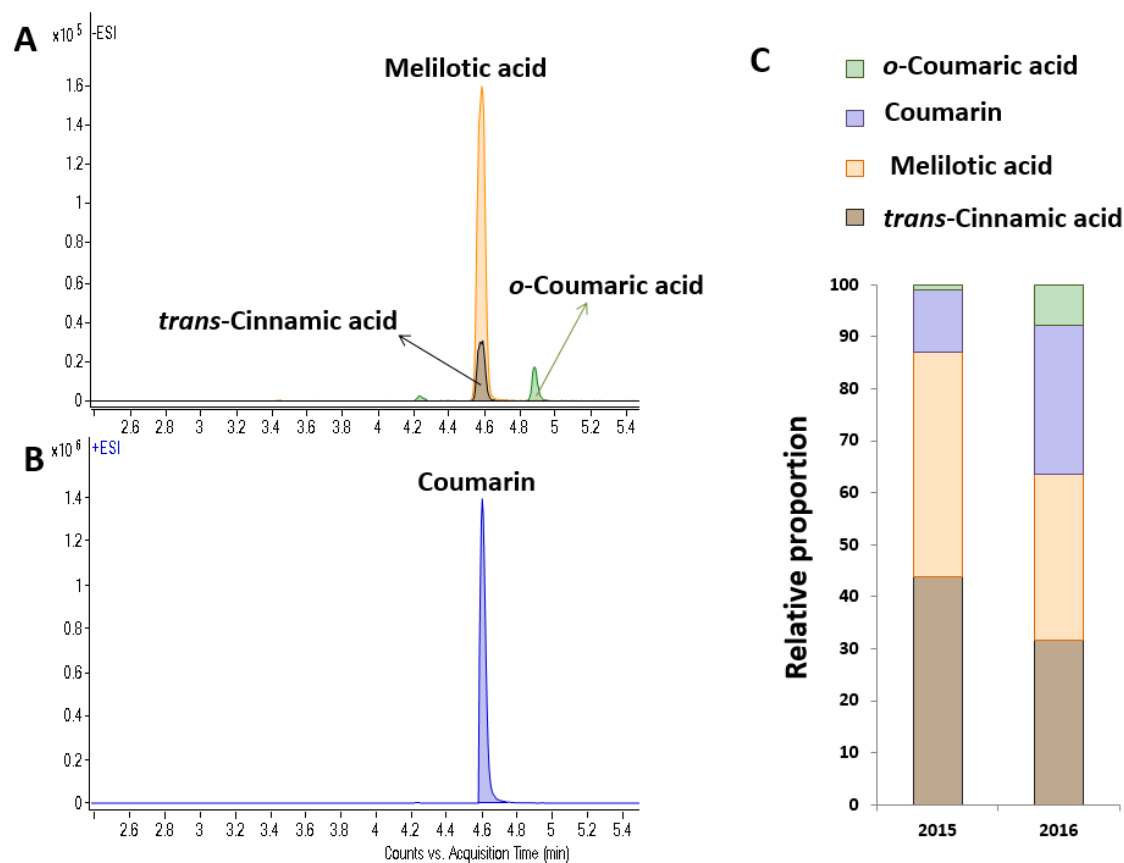 A
x10 5 -ESI
Melilotic acid
1.6
1.4
1.2
1
0.8
0.6
0.4
0.2
0
trans-Cinnamic acid
o-Coumaric acid
2.6 2.8 3 3.2 3.4 3.6 3.8 4 4.2 4.4 4.6 4.8 5 5.2 5.4
B
x10 6 +ESI
Coumarin
1.4
1.2
1
0.8
0.6
0.4
0.2
0
2.6 2.8 3 3.2 3.4 3.6 3.8 4 4.2 4.4 4.6 4.8 5 5.2 5.4
Counts vs. Acquisition Time (min)
C
o-Coumaric acid
Coumarin
Melilotic acid
trans-Cinnamic acid
Relative proportion
100
90
80
70
60
50
40
30
20
10
0
2015 2016